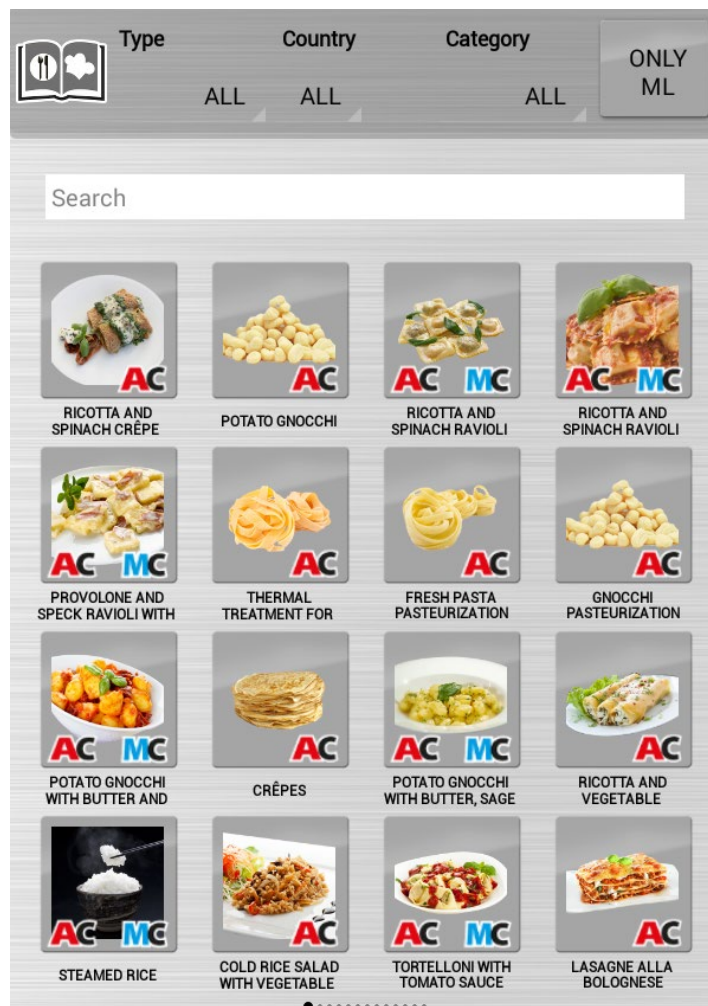 Type Country Category
ONLY
ML
ALL ALL ALL
Search
AC
RICOTTA AND
SPINACH CRÊPE
AC
POTATO GNOCCHI
AC MC
RICOTTA AND
SPINACH RAVIOLI
AC MC
RICOTTA AND
SPINACH RAVIOLI
AC MC
PROVOLONE AND
SPECK RAVIOLI WITH
AC
THERMAL
TREATMENT FOR
AC
FRESH PASTA
PASTEURIZATION
AC
GNOCCHI
PASTEURIZATION
AC MC
POTATO GNOCCHI
WITH BUTTER AND
AC
CRÊPES
AC MC
POTATO GNOCCHI
WITH BUTTER, SAGE
AC
RICOTTA AND
VEGETABLE
AC MC
STEAMED RICE
AC
COLD RICE SALAD
WITH VEGETABLE
AC MC
TORTELLONI WITH
TOMATO SAUCE
AC
LASAGNE ALLA
BOLOGNESE